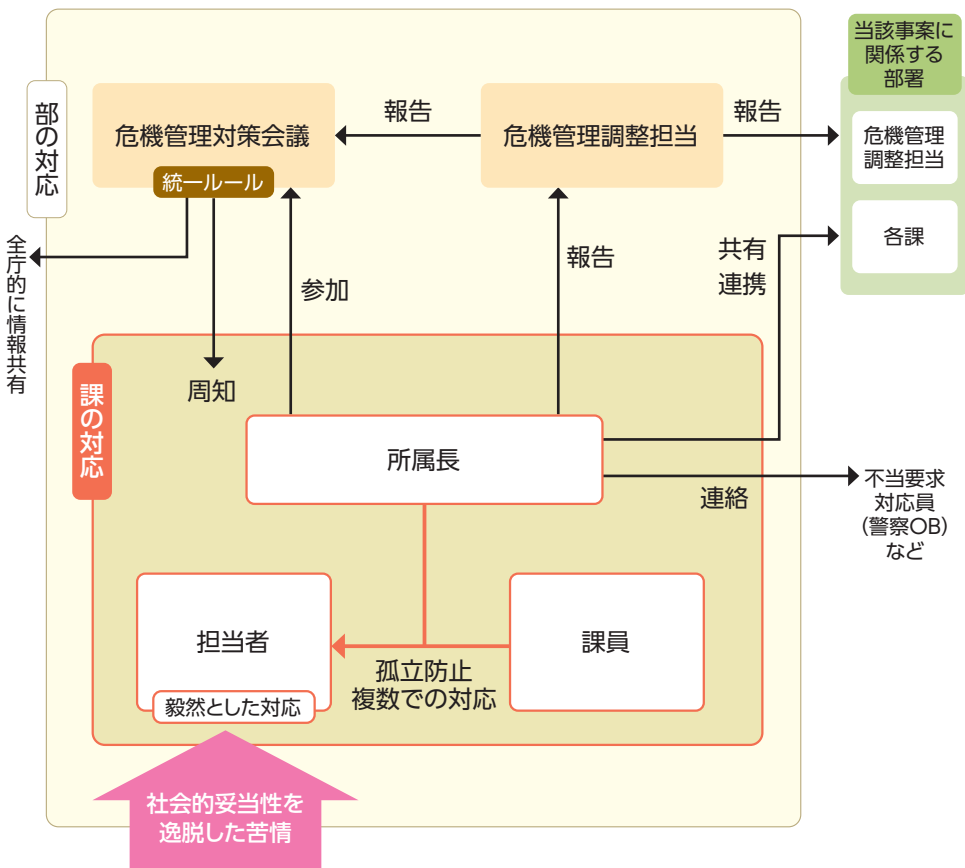 当該事案に
関係する
部署
部の対応
危機管理対策会議
統一ルール
報告
危機管理調整担当
報告
危機管理
調整担当
各課
全庁的に情報共有
参加
報告
共有
連携
周知
課の対応
所属長
連絡
不当要求
対応員
(警察OB)
など
担当者
毅然とした対応
孤立防止
複数での対応
課員
社会的妥当性を
逸脱した苦情